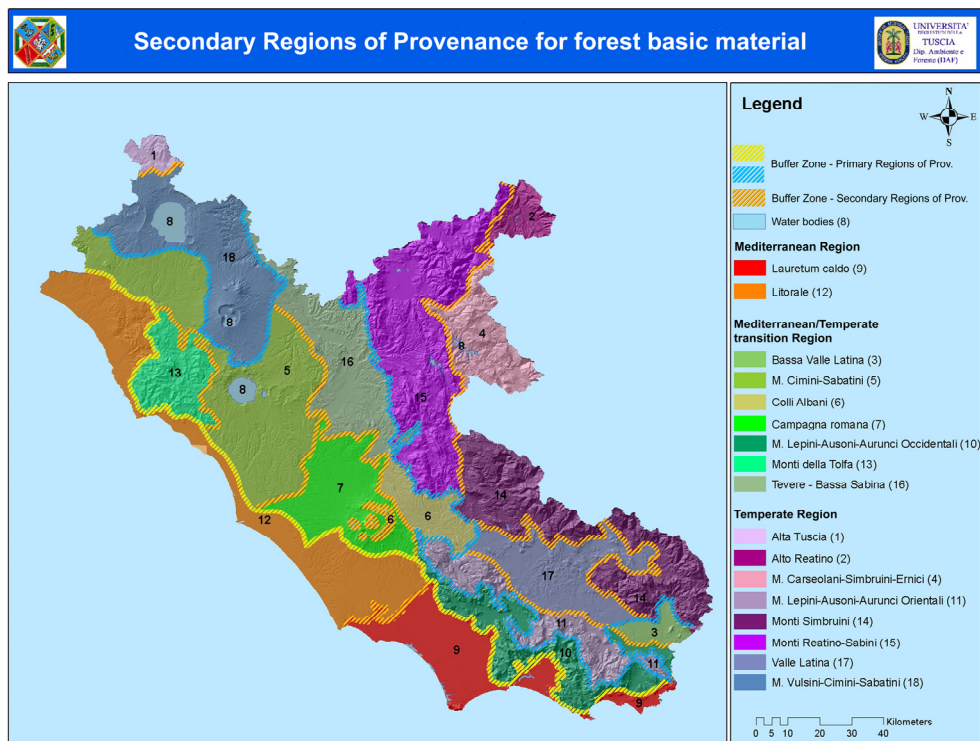 Secondary Regions of Provenance for forest basic material
UNIVERSITA'
DEGLI STUDI DELLA
TUSCIA
Dip. Ambiente e
Foreste (DAF)
Legend
N
W E
S
Buffer Zone - Primary Regions of Prov.
Buffer Zone - Secondary Regions of Prov.
Water bodies (8)
Mediterranean Region
Lauretum caldo (9)
Litorale (12)
Mediterranean/Temperate
transition Region
Bassa Valle Latina (3)
M. Cimini-Sabatini (5)
Colli Albani (6)
Campagna romana (7)
M. Lepini-Ausoni-Aurunci Occidentali (10)
Monti della Tolfa (13)
Tevere - Bassa Sabina (16)
Temperate Region
Alta Tuscia (1)
Alto Reatino (2)
M. Carseolani-Simbruini-Ernici (4)
M. Lepini-Ausoni-Aurunci Orientali (11)
Monti Simbruini (14)
Monti Reatino-Sabini (15)
Valle Latina (17)
M. Vulsini-Cimini-Sabatini (18)
Kilometers
0 5 10 20 30 40
1
2
8
18
8
4
8
16
5
13
8
15
14
7
6
6
12
17
14
11
3
9
10
11
9